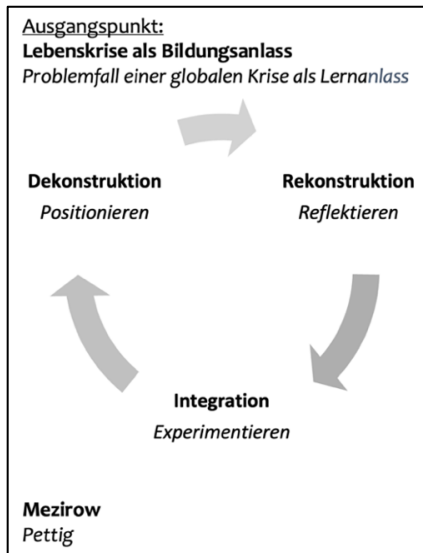 Ausgangspunkt:
Lebenskrise als Bildungsanlass
Problemfall einer globalen Krise als Lernanlass
Dekonstruktion
Positionieren
Rekonstruktion
Reflektieren
Integration
Experimentieren
Mezirow
Pettig